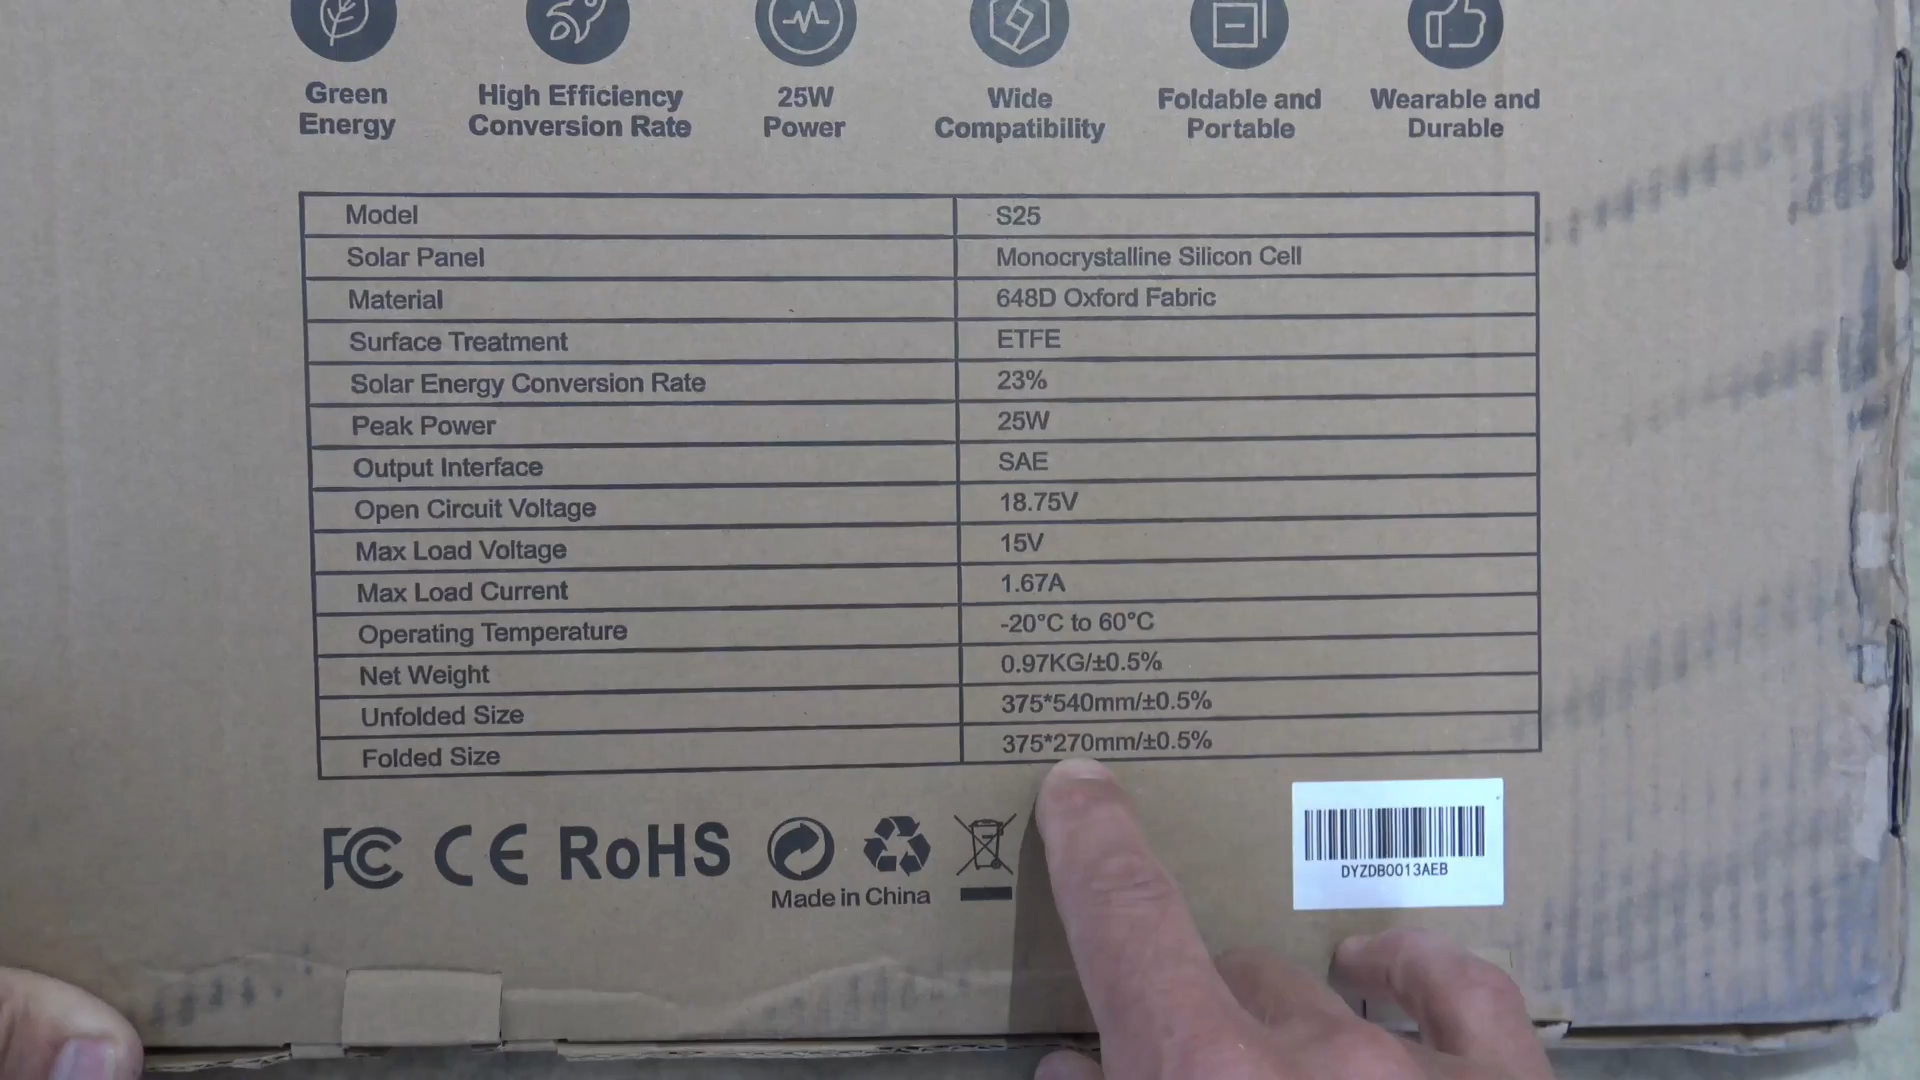 Green
Energy
High Efficiency
Conversion Rate
25W
Power
Wide
Compatibility
Foldable and
Portable
Wearable and
Durable
Model S25
Solar Panel Monocrystalline Silicon Cell
Material 648D Oxford Fabric
Surface Treatment ETFE
Solar Energy Conversion Rate 23%
Peak Power 25W
Output Interface SAE
Open Circuit Voltage 18.75V
Max Load Voltage 15V
Max Load Current 1.67A
Operating Temperature -20°C to 60°C
Net Weight 0.97KG/±0.5%
Unfolded Size 375*540mm/±0.5%
Folded Size 375*270mm/±0.5%
FC CE RoHS
Made in China
DYZDB0013AEB